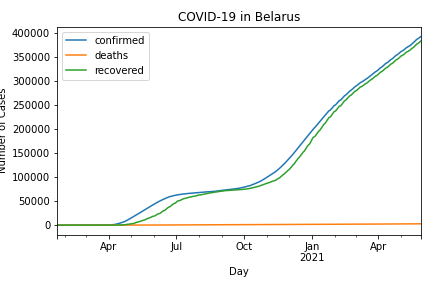 COVID-19 in Belarus
confirmed
deaths
recovered
400000
350000
300000
250000
200000
150000
100000
50000
0
Number of Cases
Apr
Jul
Oct
Jan
2021
Apr
Day